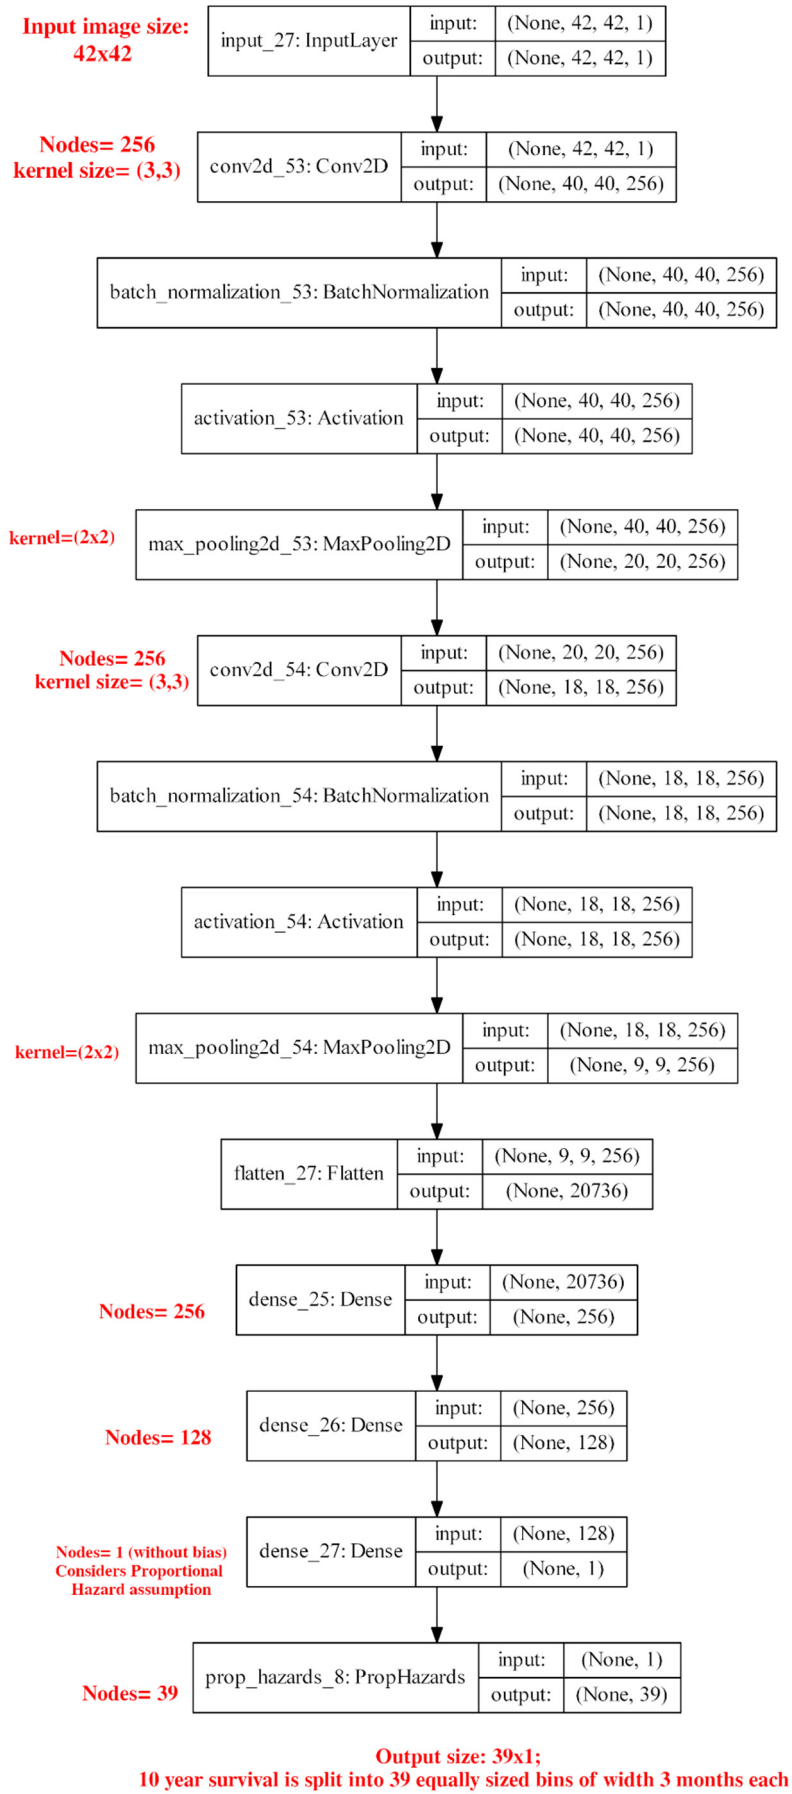 Input image size:
42x42
input_27: InputLayer
input:
(None, 42, 42, 1)
output:
(None, 42, 42, 1)
Nodes= 256
kernel size= (3,3)
conv2d_53: Conv2D
input:
(None, 42, 42, 1)
output:
(None, 40, 40, 256)
batch_normalization_53: BatchNormalization
input:
(None, 40, 40, 256)
output:
(None, 40, 40, 256)
activation_53: Activation
input:
(None, 40, 40, 256)
output:
(None, 40, 40, 256)
kernel=(2x2)
max_pooling2d_53: MaxPooling2D
input:
(None, 40, 40, 256)
output:
(None, 20, 20, 256)
Nodes= 256
kernel size= (3,3)
conv2d_54: Conv2D
input:
(None, 20, 20, 256)
output:
(None, 18, 18, 256)
batch_normalization_54: BatchNormalization
input:
(None, 18, 18, 256)
output:
(None, 18, 18, 256)
activation_54: Activation
input:
(None, 18, 18, 256)
output:
(None, 18, 18, 256)
kernel=(2x2)
max_pooling2d_54: MaxPooling2D
input:
(None, 18, 18, 256)
output:
(None, 9, 9, 256)
flatten_27: Flatten
input:
(None, 9, 9, 256)
output:
(None, 20736)
Nodes= 256
dense_25: Dense
input:
(None, 20736)
output:
(None, 256)
Nodes= 128
dense_26: Dense
input:
(None, 256)
output:
(None, 128)
Nodes= 1 (without bias)
Considers Proportional
Hazard assumption
dense_27: Dense
input:
(None, 128)
output:
(None, 1)
Nodes= 39
prop_hazards_8: PropHazards
input:
(None, 1)
output:
(None, 39)
Output size: 39x1;
10 year survival is split into 39 equally sized bins of width 3 months each